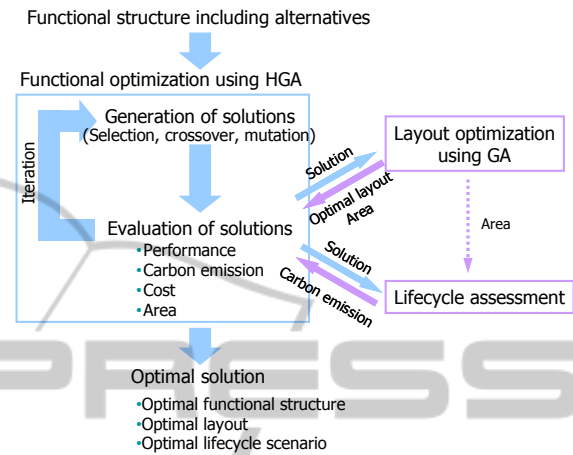 Functional structure including alternatives
Functional optimization using HGA
Generation of solutions
(Selection, crossover, mutation)
Iteration
Evaluation of solutions
•Performance
•Carbon emission
•Cost
•Area
Solution
Optimal layout
Area
Solution
Carbon emission
Layout optimization
using GA
Area
Lifecycle assessment
Optimal solution
•Optimal functional structure
•Optimal layout
•Optimal lifecycle scenario
PRESS